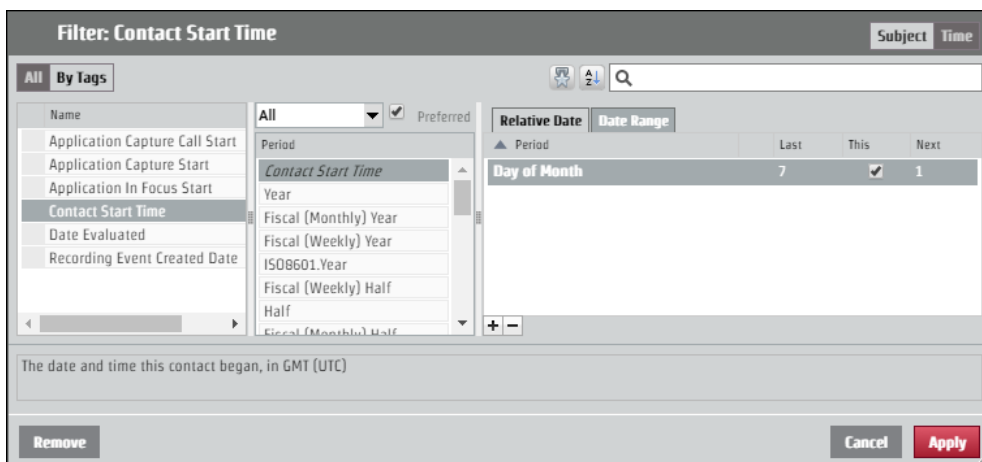 Filter: Contact Start Time
Subject Time
All By Tags
Name
Application Capture Call Start
Application Capture Start
Application In Focus Start
Contact Start Time
Date Evaluated
Recording Event Created Date
All Preferred
Period
Contact Start Time
Year
Fiscal (Monthly) Year
Fiscal (Weekly) Year
ISO8601.Year
Fiscal (Weekly) Half
Half
Fiscal (Monthly) Half
Relative Date Date Range
Period Last This Next
Day of Month 7 1
+ −
The date and time this contact began, in GMT (UTC)
Remove Cancel Apply